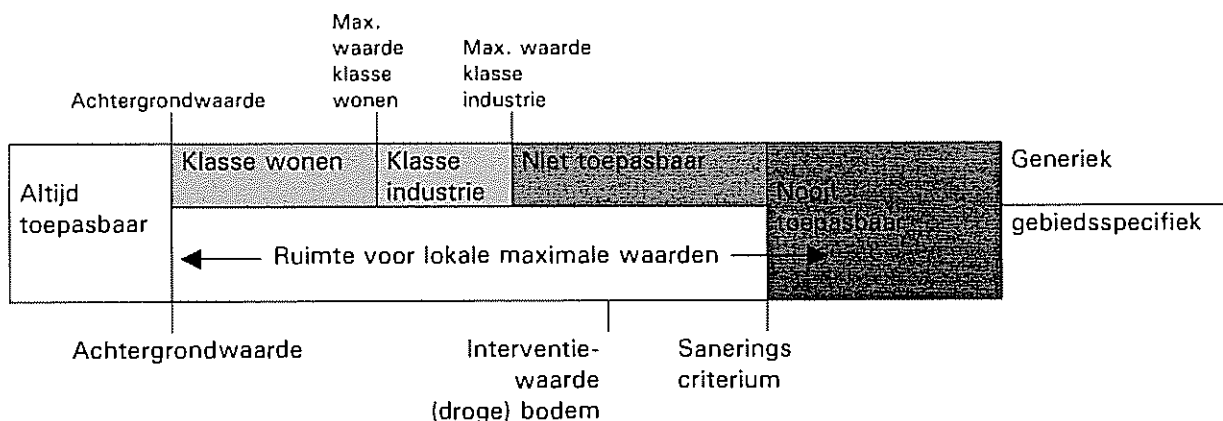 Max.
waarde
klasse
wonen
Max. waarde
klasse
industrie
Achtergrondwaarde
Klasse wonen
Klasse
industrie
Niet toepasbaar
Nooit
toepasbaar
Generiek
Altijd
toepasbaar
gebiedsspecifiek
Ruimte voor lokale maximale waarden
Achtergrondwaarde
Interventie-
waarde
(droge) bodem
Sanerings
criterium